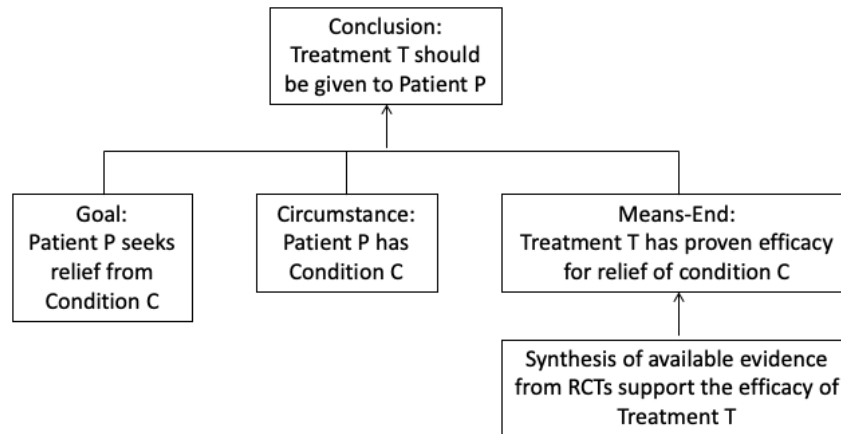 Conclusion:
Treatment T should
be given to Patient P
Goal:
Patient P seeks
relief from
Condition C
Circumstance:
Patient P has
Condition C
Means-End:
Treatment T has proven efficacy
for relief of condition C
Synthesis of available evidence
from RCTs support the efficacy of
Treatment T